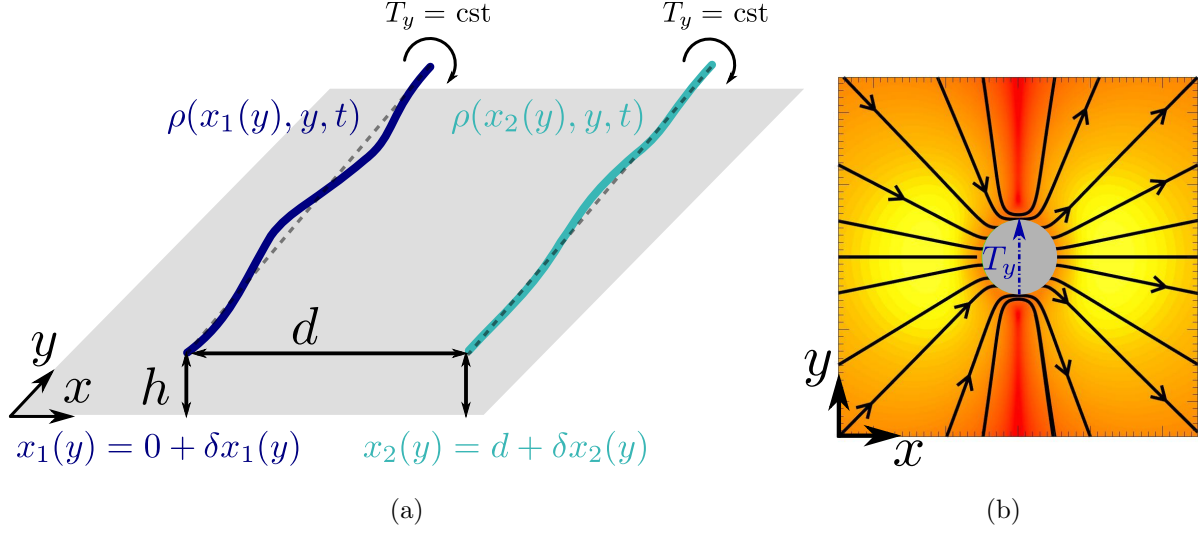 T_y = cst
T_y = cst
ρ(x_1(y), y, t)
ρ(x_2(y), y, t)
d
y
x
h
x_1(y) = 0 + δx_1(y)
x_2(y) = d + δx_2(y)
(a)
T_y
y
x
(b)